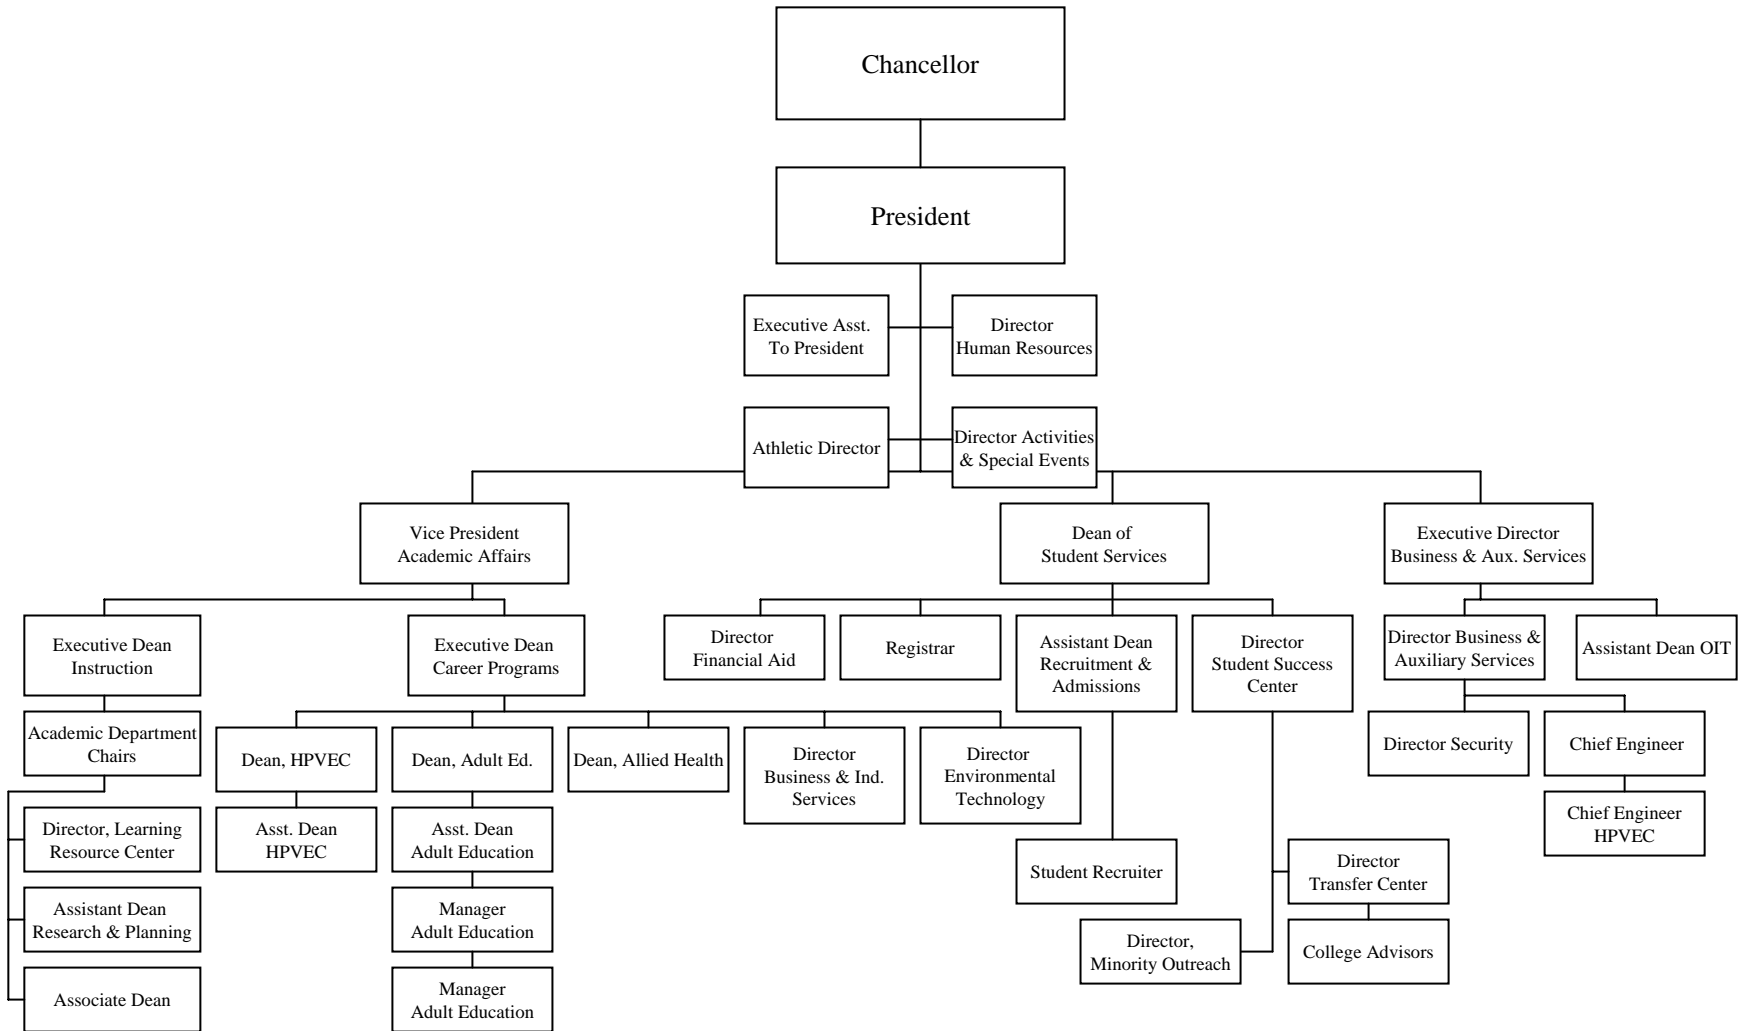 Chancellor
President
Executive Asst.
To President
Director
Human Resources
Athletic Director
Director Activities
& Special Events
Vice President
Academic Affairs
Dean of
Student Services
Executive Director
Business & Aux. Services
Executive Dean
Instruction
Executive Dean
Career Programs
Director
Financial Aid
Registrar
Assistant Dean
Recruitment &
Admissions
Director
Student Success
Center
Director Business &
Auxiliary Services
Assistant Dean OIT
Academic Department
Chairs
Dean, HPVEC
Dean, Adult Ed.
Dean, Allied Health
Director
Business & Ind.
Services
Director
Environmental
Technology
Director Security
Chief Engineer
Director, Learning
Resource Center
Asst. Dean
HPVEC
Asst. Dean
Adult Education
Chief Engineer
HPVEC
Student Recruiter
Director
Transfer Center
Assistant Dean
Research & Planning
Manager
Adult Education
Director,
Minority Outreach
College Advisors
Associate Dean
Manager
Adult Education